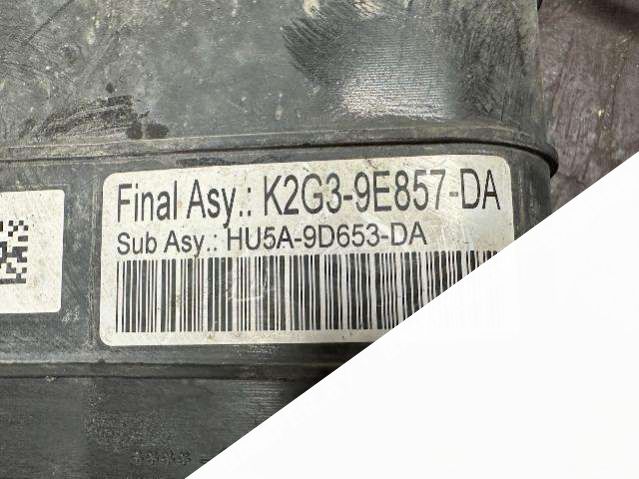 Final Asy.: K2G3-9E857-DA
Sub Asy.: HU5A-9D653-DA